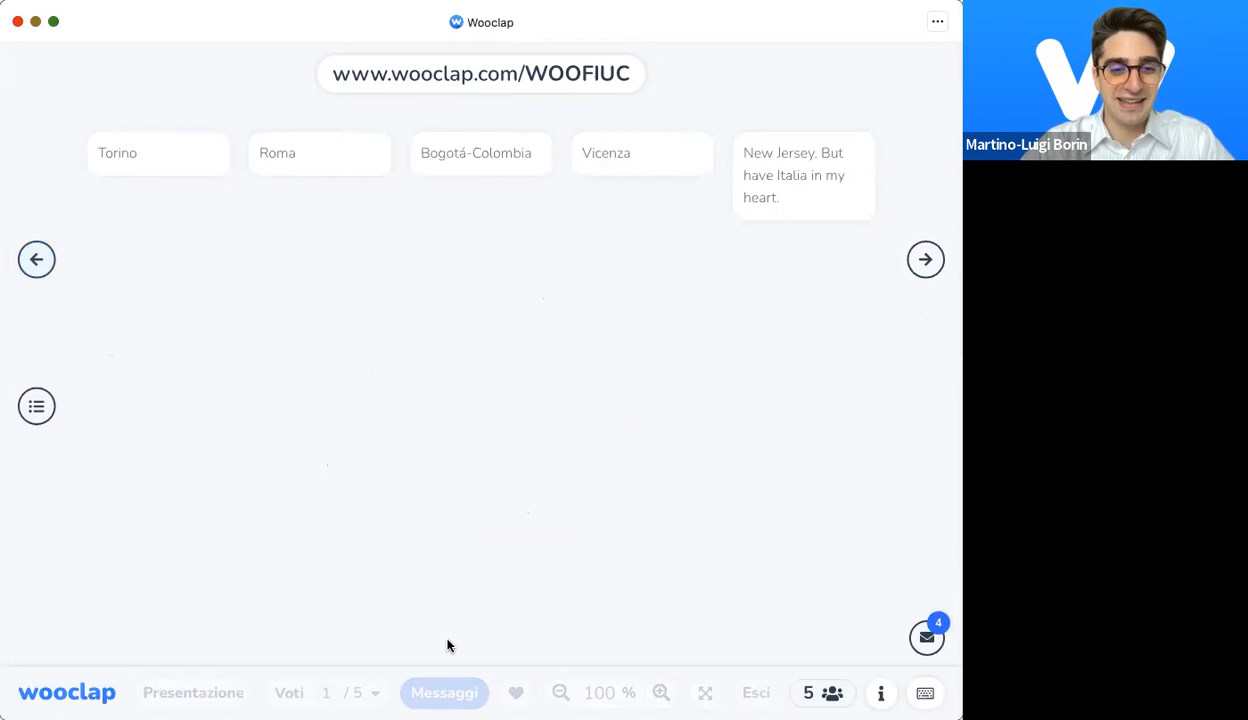 Wooclap
www.wooclap.com/WOOFIUC
Martino-Luigi Borin
Torino
Roma
Bogotá-Colombia
Vicenza
New Jersey. But
have Italia in my
heart.
4
wooclap
Presentazione
Voti 1 / 5
Messaggi
100 %
Esci
5